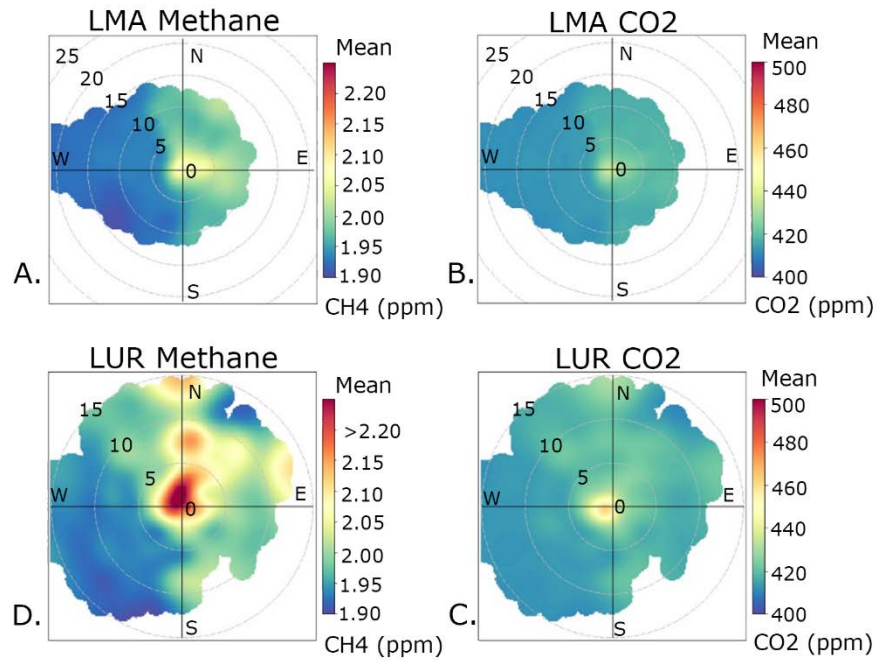 LMA Methane
25
20
15
10
5
0
N
W
E
S
Mean
2.20
2.15
2.10
2.05
2.00
1.95
1.90
CH4 (ppm)
A.
LMA CO2
25
20
15
10
5
0
N
W
E
S
Mean
500
480
460
440
420
400
CO2 (ppm)
B.
LUR Methane
15
10
5
0
N
W
E
S
Mean
>2.20
2.15
2.10
2.05
2.00
1.95
1.90
CH4 (ppm)
D.
LUR CO2
15
10
5
0
N
W
E
S
Mean
500
480
460
440
420
400
CO2 (ppm)
C.